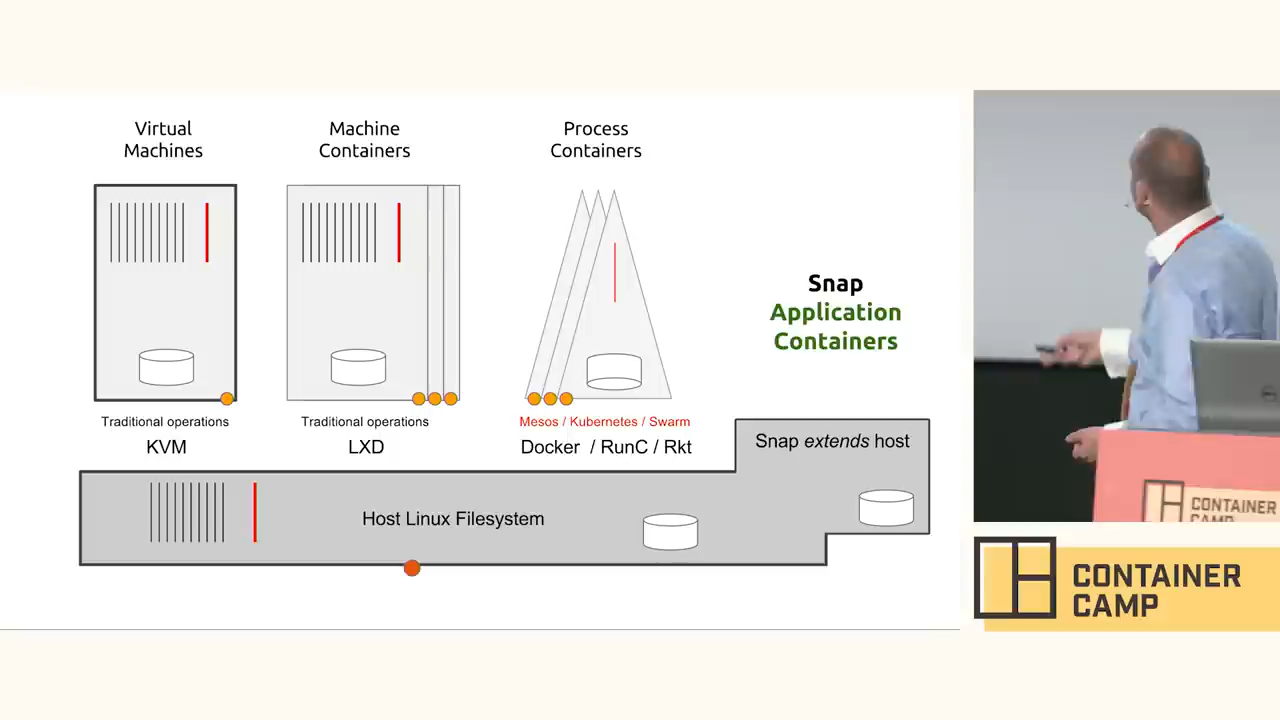 Virtual
Machines
Machine
Containers
Process
Containers
Snap
Application
Containers
Traditional operations
KVM
Traditional operations
LXD
Mesos / Kubernetes / Swarm
Docker / RunC / Rkt
Snap extends host
Host Linux Filesystem
CONTAINER
CAMP
CONTAINER
CAMP